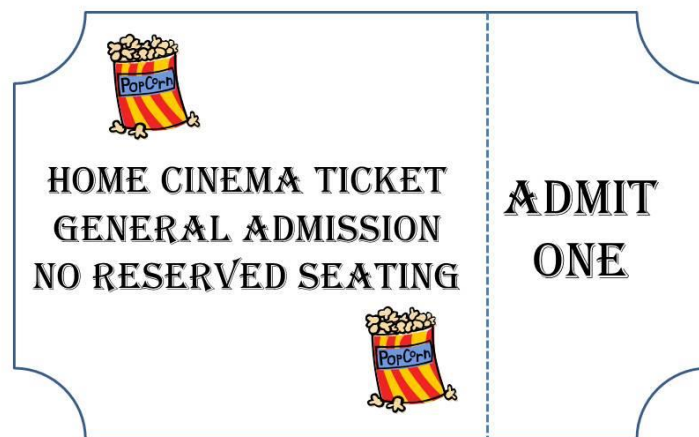 PopCorn
HOME CINEMA TICKET
GENERAL ADMISSION
NO RESERVED SEATING
PopCorn
ADMIT
ONE